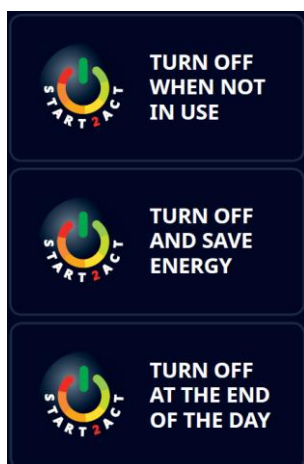 START2ACT
TURN OFF
WHEN NOT
IN USE
START2ACT
TURN OFF
AND SAVE
ENERGY
START2ACT
TURN OFF
AT THE END
OF THE DAY